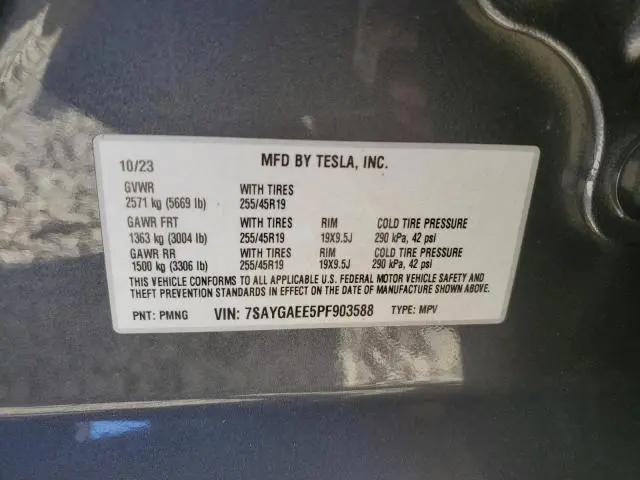 10/23 MFD BY TESLA, INC.
GVWR WITH TIRES
2571 kg (5669 lb) 255/45R19
GAWR FRT WITH TIRES RIM COLD TIRE PRESSURE
1363 kg (3004 lb) 255/45R19 19X9.5J 290 kPa, 42 psi
GAWR RR WITH TIRES RIM COLD TIRE PRESSURE
1500 kg (3306 lb) 255/45R19 19X9.5J 290 kPa, 42 psi
THIS VEHICLE CONFORMS TO ALL APPLICABLE U.S. FEDERAL MOTOR VEHICLE SAFETY AND
THEFT PREVENTION STANDARDS IN EFFECT ON THE DATE OF MANUFACTURE SHOWN ABOVE.
PNT: PMNG VIN: 7SAYGAEE5PF903588 TYPE: MPV